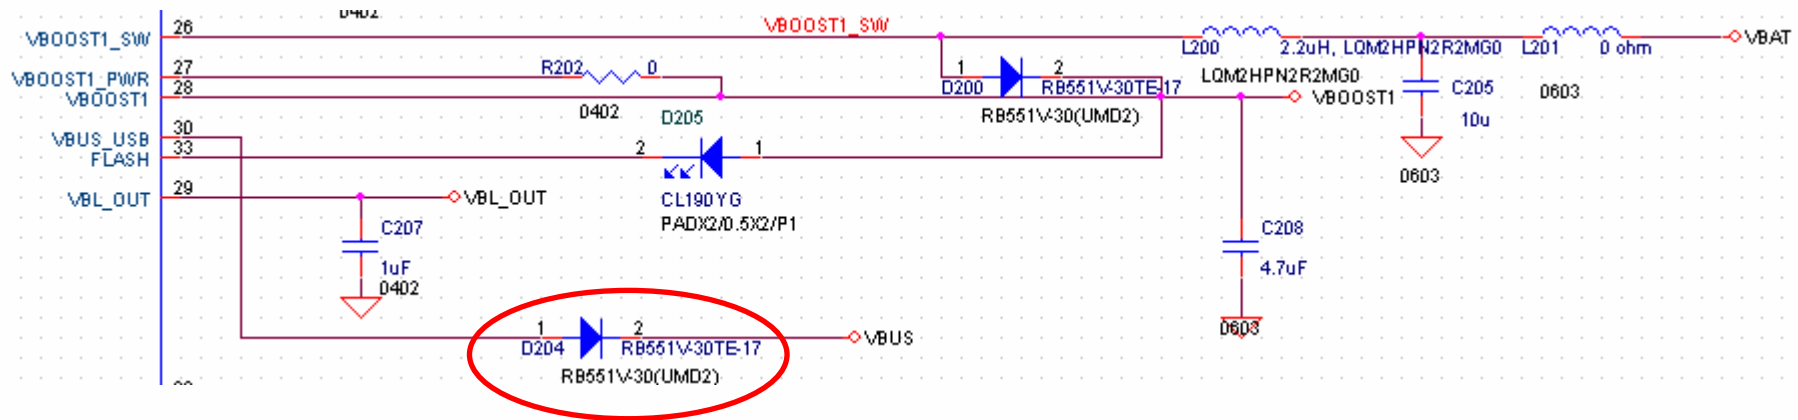 0402
26
VBOOST1_SW
VBOOST1_SW
L200
2.2uH, LQM2HPN2R2MG0
L201
0 ohm
VBAT
27
VBOOST1_PWR
R202
0
0402
1
2
D200
RB551V-30TE-17
RB551V-30(UMD2)
LQM2HPN2R2MG0
C205
10u
0603
0603
28
VBOOST1
VBOOST1
30
VBUS_USB
D205
33
FLASH
2
1
CL190YG
PADX2/0.5X2/P1
29
VBL_OUT
VBL_OUT
C207
1uF
0402
C208
4.7uF
0603
1
2
D204
RB551V-30TE-17
RB551V-30(UMD2)
VBUS